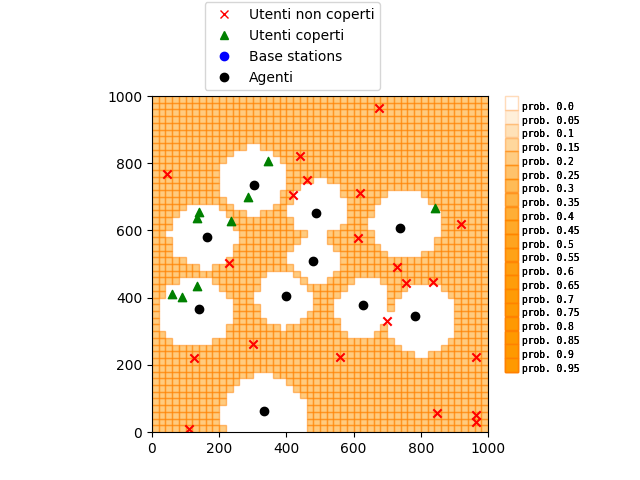 Utenti non coperti
Utenti coperti
Base stations
Agenti
1000
800
600
400
200
0
0 200 400 600 800 1000
prob. 0.0
prob. 0.05
prob. 0.1
prob. 0.15
prob. 0.2
prob. 0.25
prob. 0.3
prob. 0.35
prob. 0.4
prob. 0.45
prob. 0.5
prob. 0.55
prob. 0.6
prob. 0.65
prob. 0.7
prob. 0.75
prob. 0.8
prob. 0.85
prob. 0.9
prob. 0.95